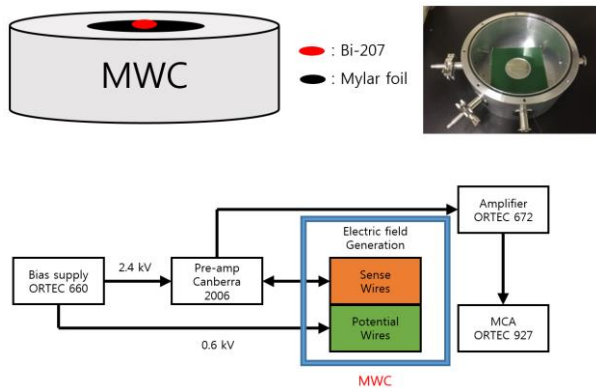 MWC
: Bi-207
: Mylar foil
Bias supply
ORTEC 660
2.4 kV
0.6 kV
Pre-amp
Canberra
2006
Electric field
Generation
Sense
Wires
Potential
Wires
MWC
Amplifier
ORTEC 672
MCA
ORTEC 927